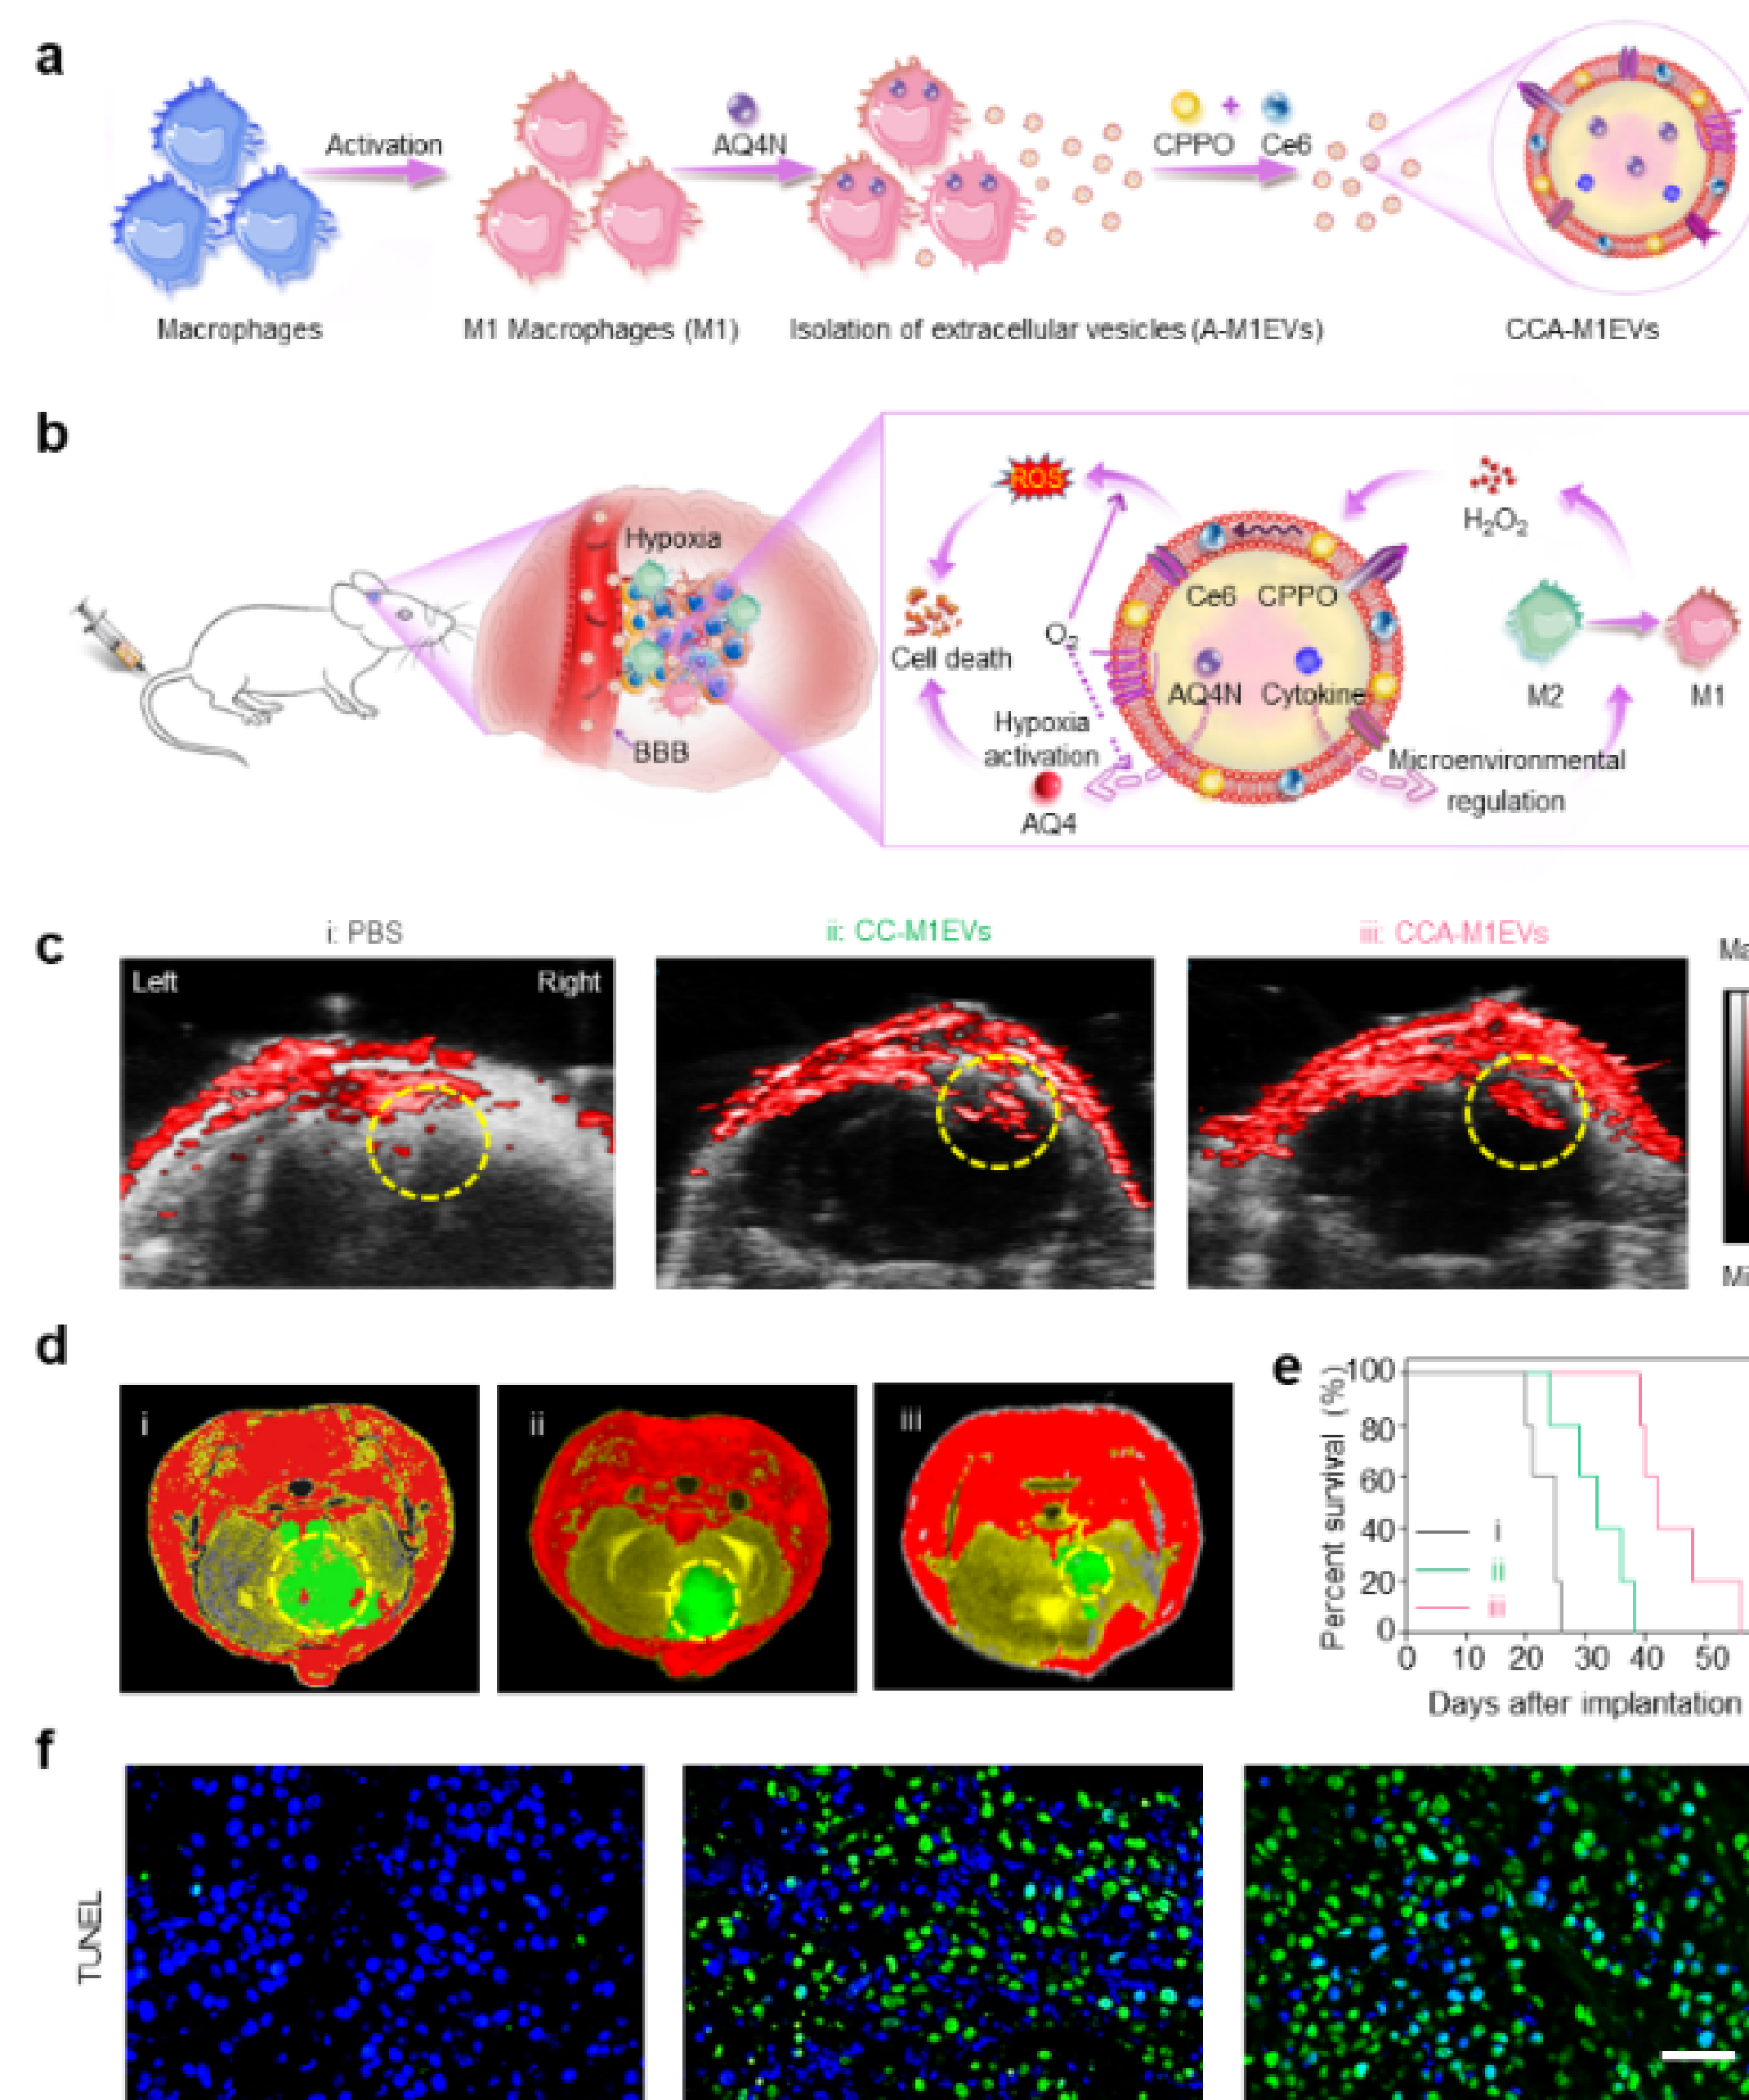 a
Activation
AQ4N
CPPO + Ce6
Macrophages
M1 Macrophages (M1)
Isolation of extracellular vesicles (A-M1EVs)
CCA-M1EVs
b
Hypoxia
BBB
ROS
H2O2
Ce6 CPPO
O2
Cell death
AQ4N Cytokine
M2
M1
Hypoxia
activation
AQ4
Microenvironmental
regulation
c
i: PBS
ii: CC-M1EVs
iii: CCA-M1EVs
Left
Right
Ma
Mi
d
i
ii
iii
e
Percent survival (%)
100
80
60
40
20
0
i
ii
iii
0 10 20 30 40 50
Days after implantation
f
TUNEL